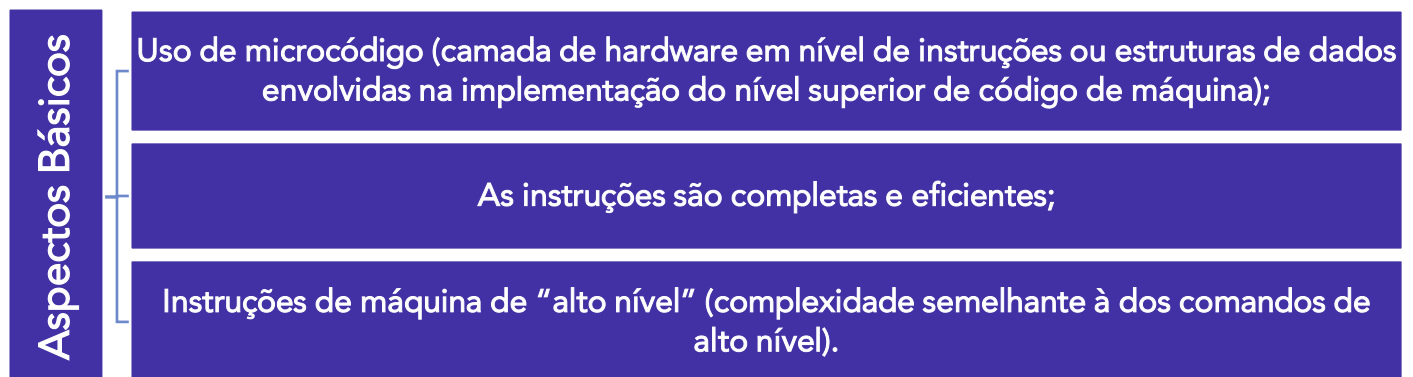 Aspectos Básicos
Uso de microcódigo (camada de hardware em nível de instruções ou estruturas de dados
envolvidas na implementação do nível superior de código de máquina);
As instruções são completas e eficientes;
Instruções de máquina de “alto nível” (complexidade semelhante à dos comandos de
alto nível).